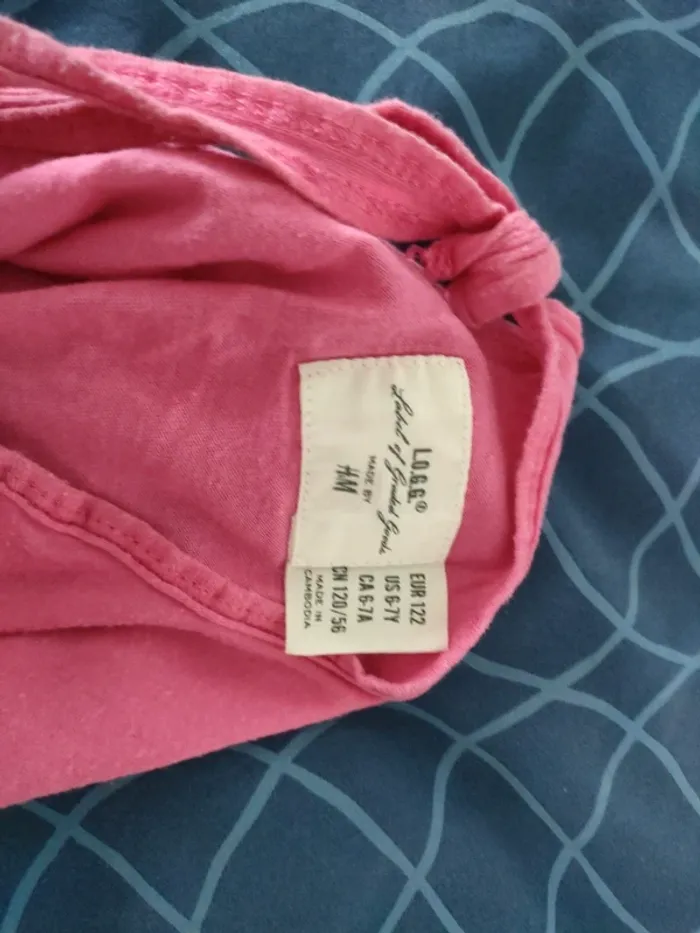 L.O.G.G.®
Label of Graded Goods
MADE BY
H&M
EUR 122
US 6-7Y
CA 6-7A
CN 120/56
MADE IN
CAMBODIA